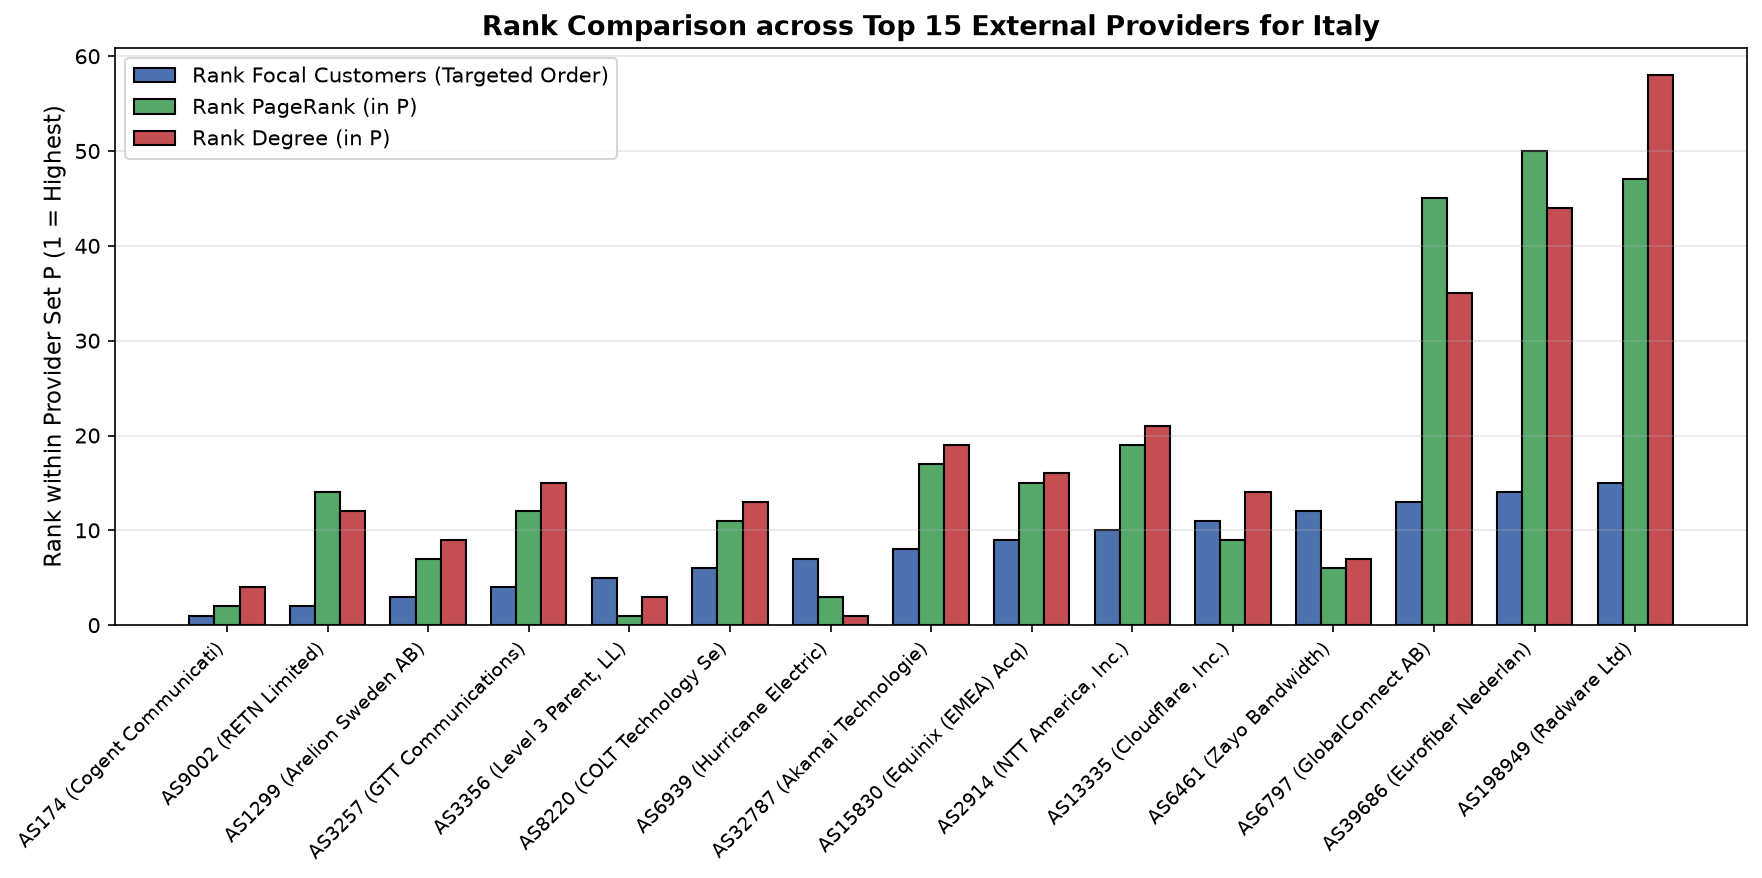 Rank Comparison across Top 15 External Providers for Italy
Rank Focal Customers (Targeted Order)
Rank PageRank (in P)
Rank Degree (in P)
Rank within Provider Set P (1 = Highest)
60
50
40
30
20
10
0
AS174 (Cogent Communicati)
AS9002 (RETN Limited)
AS1299 (Arelion Sweden AB)
AS3257 (GTT Communications)
AS3356 (Level 3 Parent, LL)
AS8220 (COLT Technology Se)
AS6939 (Hurricane Electric)
AS32787 (Akamai Technologie)
AS15830 (Equinix (EMEA) Acq)
AS2914 (NTT America, Inc.)
AS13335 (Cloudflare, Inc.)
AS6461 (Zayo Bandwidth)
AS6797 (GlobalConnect AB)
AS39686 (Eurofiber Nederlan)
AS198949 (Radware Ltd)